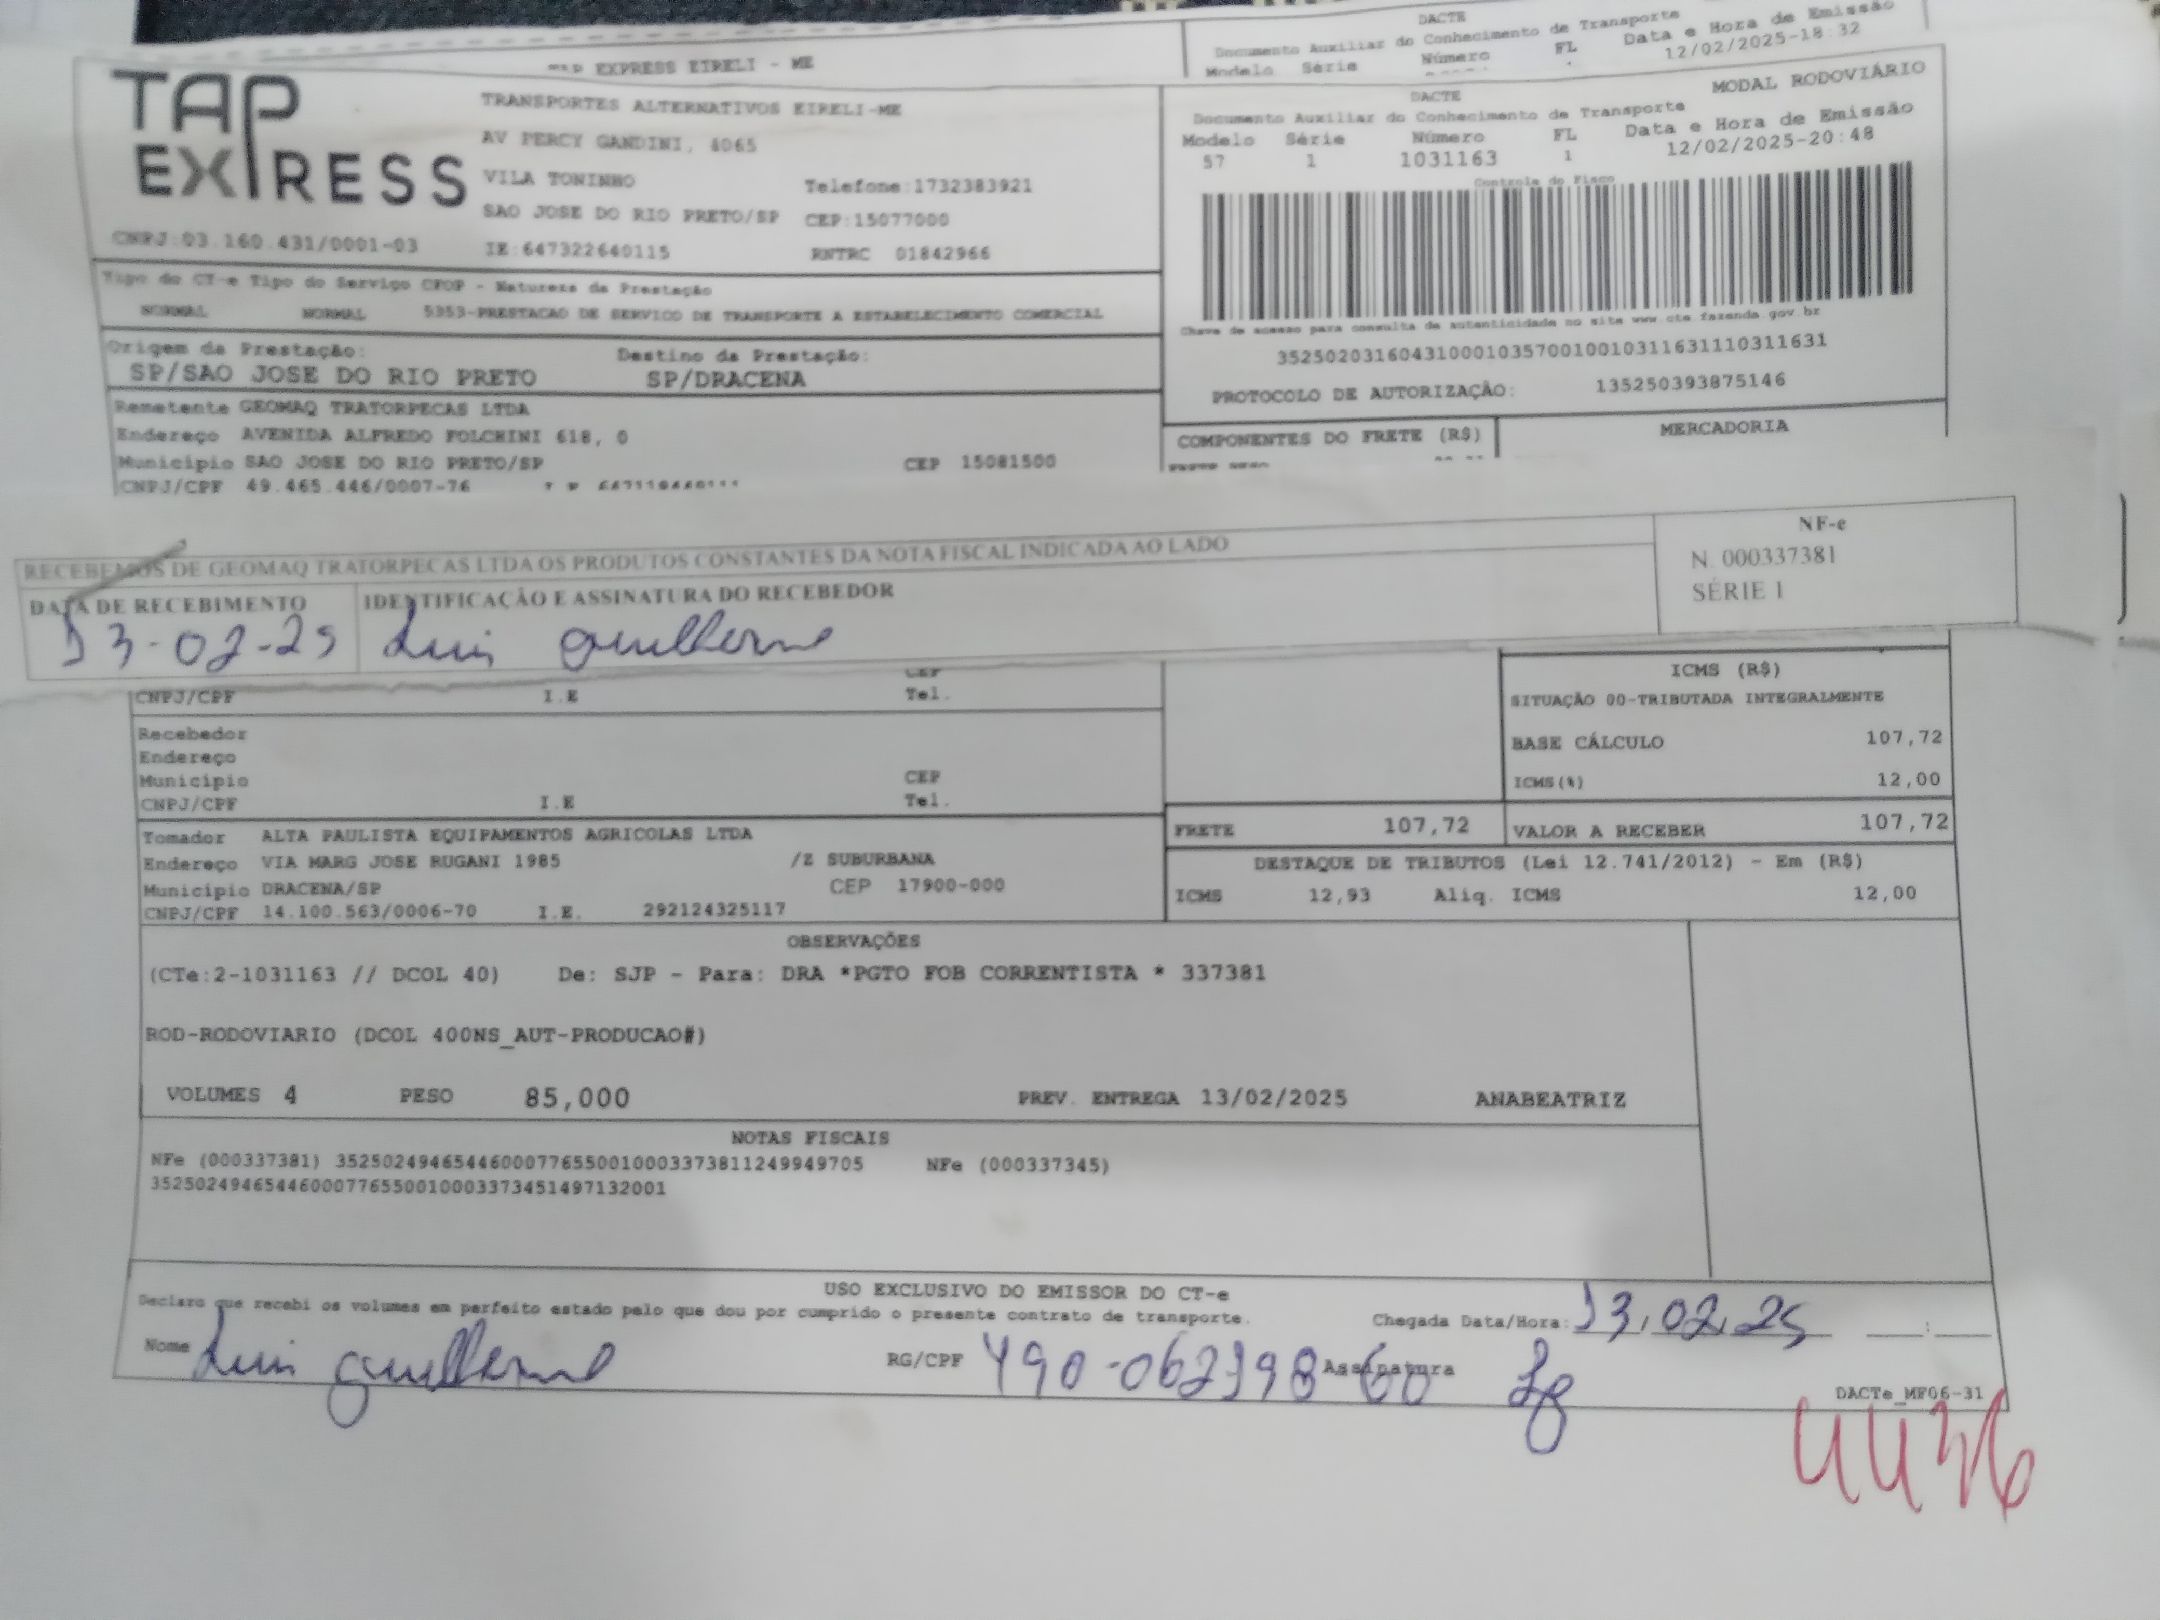 DACTE
Documento Auxiliar do Conhecimento de Transporte
EXPRESS EIRELI - ME
Modelo Série Número FL Data e Hora de Emissão
12/02/2025-18:32
TAP EXPRESS
TRANSPORTES ALTERNATIVOS EIRELI-ME
AV PERCY GANDINI, 4065
VILA TONINHO Telefone:1732383921
SAO JOSE DO RIO PRETO/SP CEP:15077000
CNPJ:03.160.431/0001-03 IE:647322640115 RNTRC 01842966
DACTE MODAL RODOVIÁRIO
Documento Auxiliar do Conhecimento de Transporte
Modelo Série Número FL Data e Hora de Emissão
57 1 1031163 1 12/02/2025-20:48
Controle do Fisco
Chave de acesso para consulta de autenticidade no site www.cte.fazenda.gov.br
35250203160431000103570010010311631110311631
PROTOCOLO DE AUTORIZAÇÃO: 135250393875146
Tipo do CT-e Tipo do Serviço CFOP - Natureza da Prestação
NORMAL NORMAL 5353-PRESTACAO DE SERVICO DE TRANSPORTE A ESTABELECIMENTO COMERCIAL
Origem da Prestação: Destino da Prestação:
SP/SAO JOSE DO RIO PRETO SP/DRACENA
Remetente GEOMAQ TRATORPECAS LTDA
Endereço AVENIDA ALFREDO FOLCHINI 618, 0
Município SAO JOSE DO RIO PRETO/SP CEP 15081500
CNPJ/CPF 49.465.446/0007-76
COMPONENTES DO FRETE (R$) MERCADORIA
RECEBEMOS DE GEOMAQ TRATORPECAS LTDA OS PRODUTOS CONSTANTES DA NOTA FISCAL INDICADA AO LADO
DATA DE RECEBIMENTO IDENTIFICAÇÃO E ASSINATURA DO RECEBEDOR
13-02-25 Luis guilherme
NF-e
N. 000337381
SÉRIE 1
CEP
CNPJ/CPF I.E Tel.
Recebedor
Endereço
Município CEP
CNPJ/CPF I.E Tel.
ICMS (R$)
SITUAÇÃO 00-TRIBUTADA INTEGRALMENTE
BASE CÁLCULO 107,72
ICMS(%) 12,00
FRETE 107,72 VALOR A RECEBER 107,72
Tomador ALTA PAULISTA EQUIPAMENTOS AGRICOLAS LTDA
Endereço VIA MARG JOSE RUGANI 1985 /Z SUBURBANA
Município DRACENA/SP CEP 17900-000
CNPJ/CPF 14.100.563/0006-70 I.E. 292124325117
DESTAQUE DE TRIBUTOS (Lei 12.741/2012) - Em (R$)
ICMS 12,93 Aliq. ICMS 12,00
OBSERVAÇÕES
(CTe:2-1031163 // DCOL 40) De: SJP - Para: DRA *PGTO FOB CORRENTISTA * 337381
ROD-RODOVIARIO (DCOL 400NS_AUT-PRODUCAO#)
VOLUMES 4 PESO 85,000 PREV. ENTREGA 13/02/2025 ANABEATRIZ
NOTAS FISCAIS
NFe (000337381) 35250249465446000776550010003373811249949705 NFe (000337345)
35250249465446000776550010003373451497132001
USO EXCLUSIVO DO EMISSOR DO CT-e
Declaro que recebi os volumes em perfeito estado pelo que dou por cumprido o presente contrato de transporte.
Chegada Data/Hora: 13,02,25 :
Nome Luis guilherme RG/CPF 490-062398-60 Assinatura Lg
DACTe_MF06-31